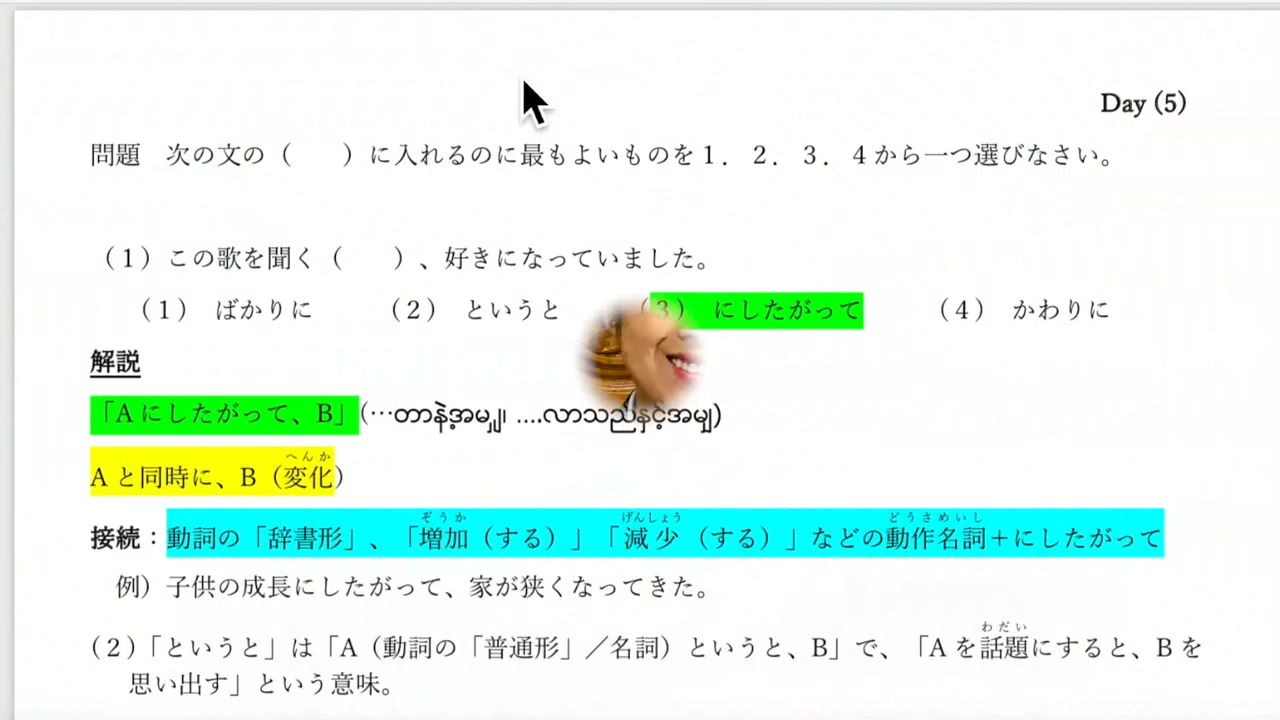 Day (5)
問題　次の文の（　　）に入れるのに最もよいものを１．２．３．４から一つ選びなさい。
（１）この歌を聞く（　　）、好きになっていました。
（１）　ばかりに　（２）　というと　（３）　にしたがって　（４）　かわりに
解説
「A にしたがって、B」(…တာနဲ့အမျှ၊ ....လာသည်နှင့်အမျှ)
A と同時に、B（変化）
へんか
接続：動詞の「辞書形」、「増加（する）」「減少（する）」などの動作名詞＋にしたがって
ぞうか　げんしょう　どうさめいし
例）子供の成長にしたがって、家が狭くなってきた。
（２）「というと」は「A（動詞の「普通形」／名詞）というと、B」で、「A を話題にすると、B を
わだい
思い出す」という意味。